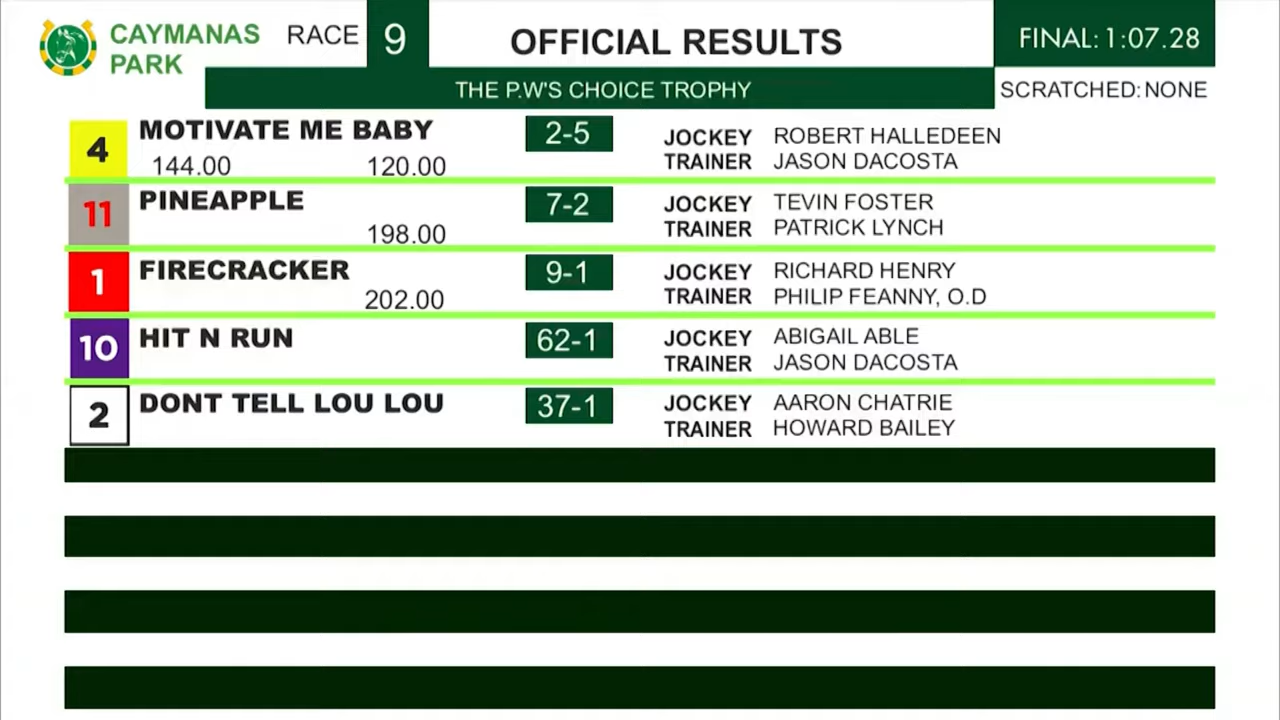 CAYMANAS PARK
RACE 9
OFFICIAL RESULTS
FINAL: 1:07.28
THE P.W'S CHOICE TROPHY
SCRATCHED: NONE
4 MOTIVATE ME BABY 2-5 JOCKEY ROBERT HALLEDEEN
144.00 120.00 TRAINER JASON DACOSTA
11 PINEAPPLE 7-2 JOCKEY TEVIN FOSTER
198.00 TRAINER PATRICK LYNCH
1 FIRECRACKER 9-1 JOCKEY RICHARD HENRY
202.00 TRAINER PHILIP FEANNY, O.D
10 HIT N RUN 62-1 JOCKEY ABIGAIL ABLE
TRAINER JASON DACOSTA
2 DONT TELL LOU LOU 37-1 JOCKEY AARON CHATRIE
TRAINER HOWARD BAILEY